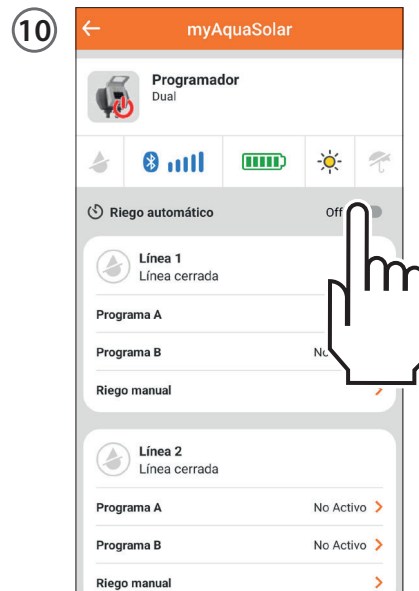 10
myAquaSolar
Programador
Dual
Riego automático Off
Línea 1
Línea cerrada
Programa A
Programa B
Riego manual
Línea 2
Línea cerrada
Programa A No Activo
Programa B No Activo
Riego manual